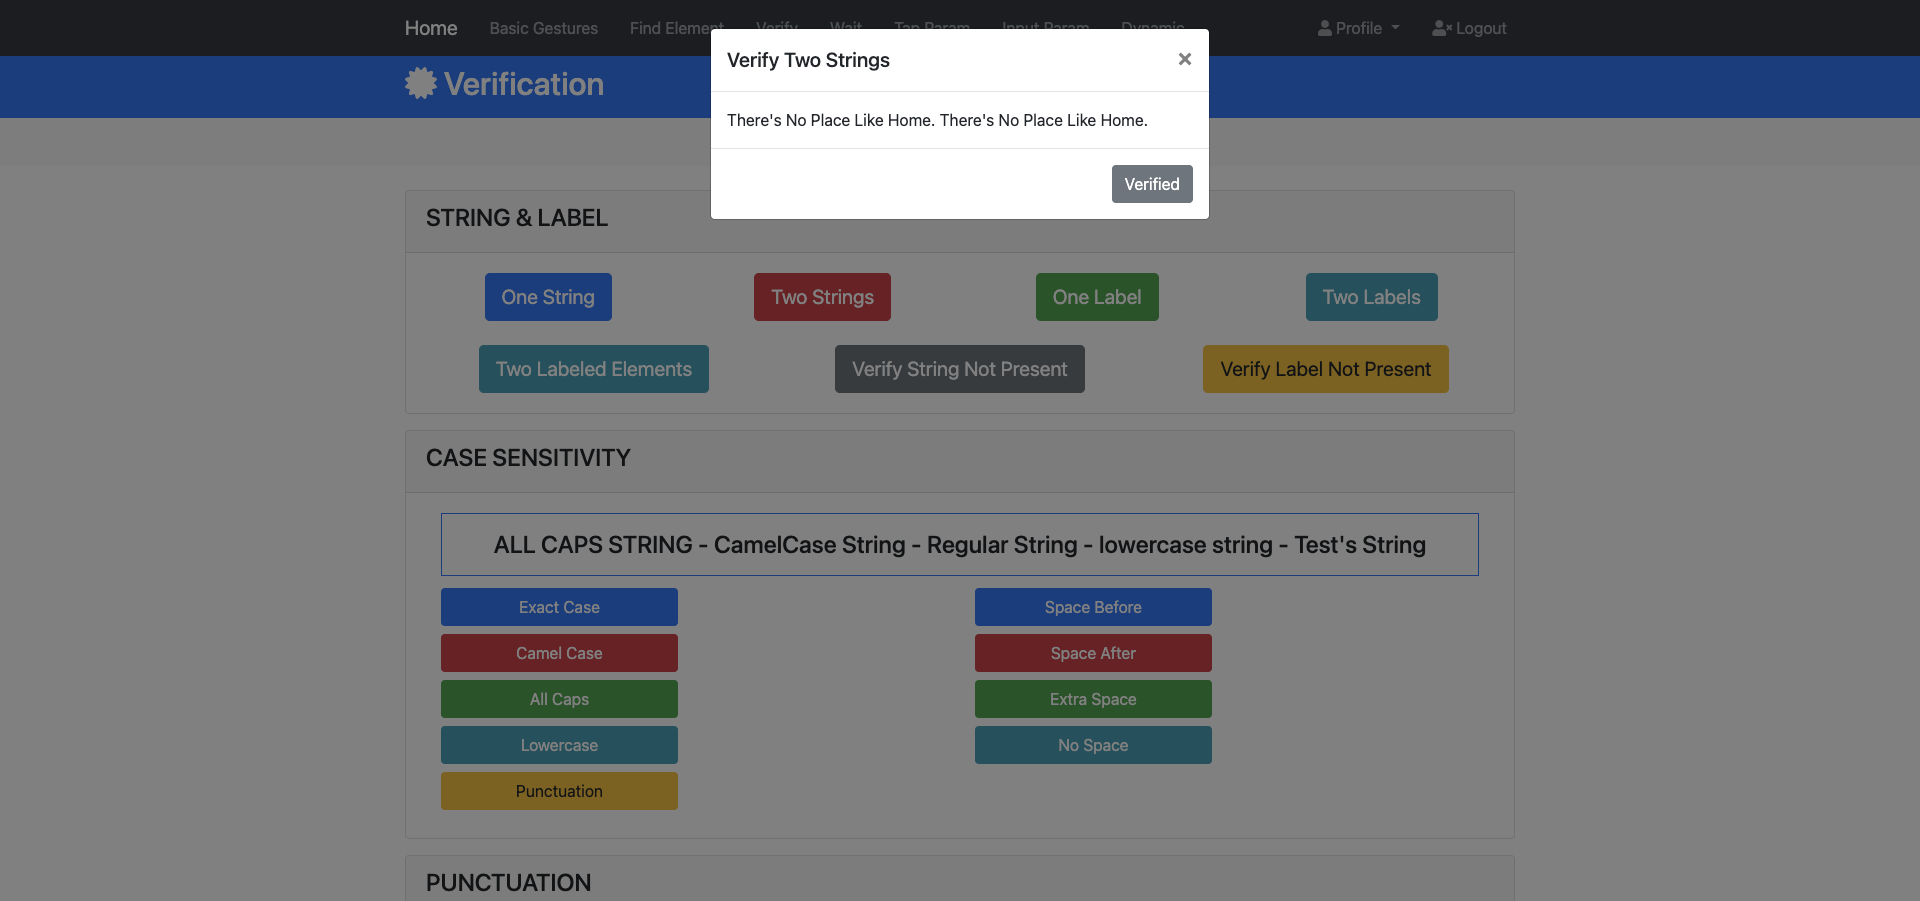 Home Basic Gestures Find Element Verify Wait Tap Param Input Param Dynamic Profile Logout
Verification
Verify Two Strings ×
There's No Place Like Home. There's No Place Like Home.
Verified
STRING & LABEL
One String Two Strings One Label Two Labels
Two Labeled Elements Verify String Not Present Verify Label Not Present
CASE SENSITIVITY
ALL CAPS STRING - CamelCase String - Regular String - lowercase string - Test's String
Exact Case Space Before
Camel Case Space After
All Caps Extra Space
Lowercase No Space
Punctuation
PUNCTUATION